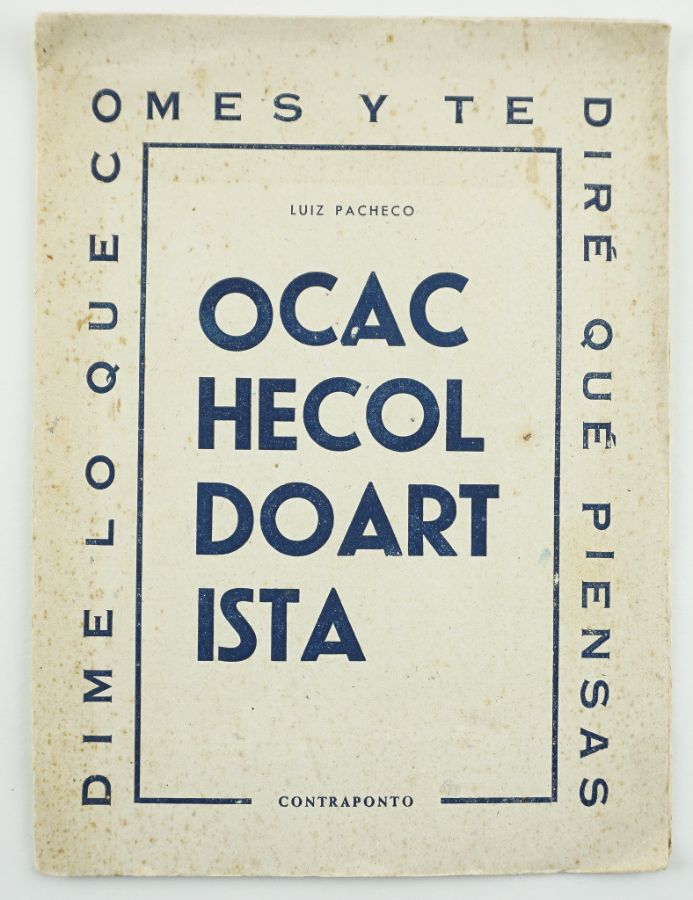 DIME LO QUE COMES Y TE DIRÉ QUÉ PIENSAS
LUIZ PACHECO
OCAC
HECOL
DOART
ISTA
CONTRAPONTO